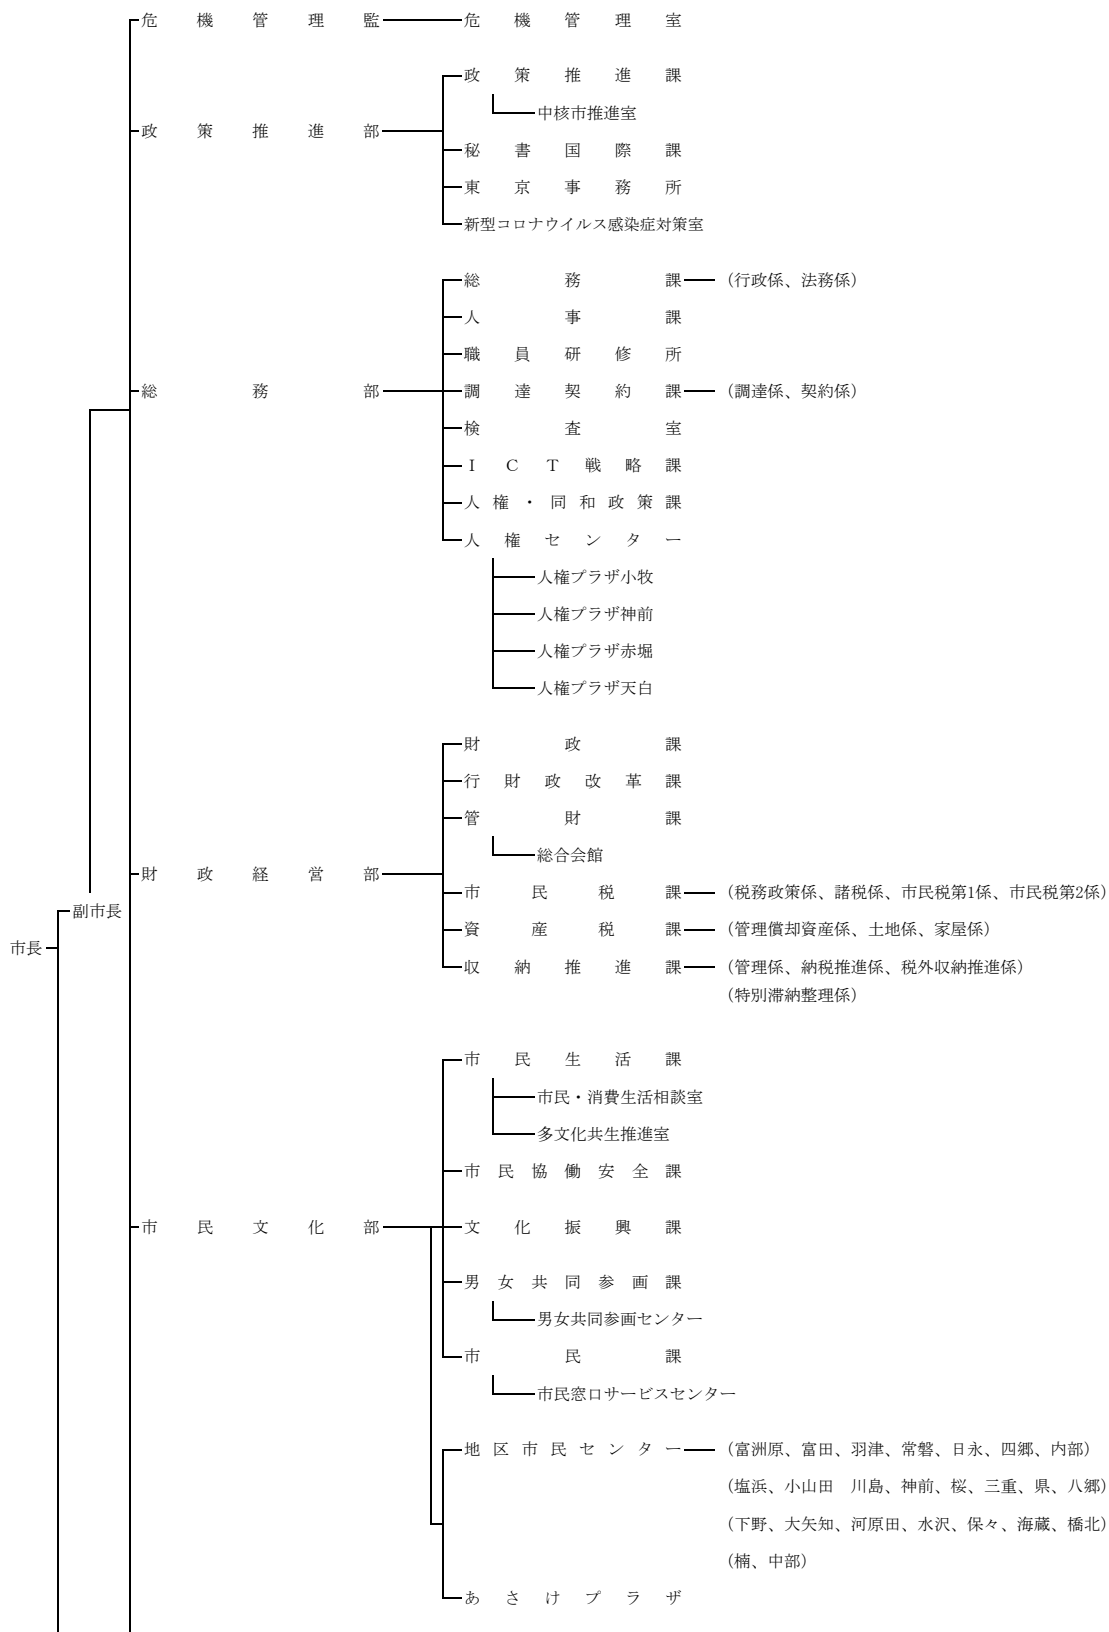 危機管理監 危機管理室
政策推進課
中核市推進室
政策推進部
秘書国際課
東京事務所
新型コロナウイルス感染症対策室
総務課 (行政係、法務係)
人事課
職員研修所
総務部 調達契約課 (調達係、契約係)
検査室
ICT戦略課
人権・同和政策課
人権センター
人権プラザ小牧
人権プラザ神前
人権プラザ赤堀
人権プラザ天白
財政課
行財政改革課
管財課
総合会館
財政経営部
市民税課 (税務政策係、諸税係、市民税第1係、市民税第2係)
副市長
資産税課 (管理償却資産係、土地係、家屋係)
市長
収納推進課 (管理係、納税推進係、税外収納推進係)
(特別滞納整理係)
市民生活課
市民・消費生活相談室
多文化共生推進室
市民協働安全課
市民文化部 文化振興課
男女共同参画課
男女共同参画センター
市民課
市民窓口サービスセンター
地区市民センター (富洲原、富田、羽津、常磐、日永、四郷、内部)
(塩浜、小山田 川島、神前、桜、三重、県、八郷)
(下野、大矢知、河原田、水沢、保々、海蔵、橋北)
(楠、中部)
あさけプラザ